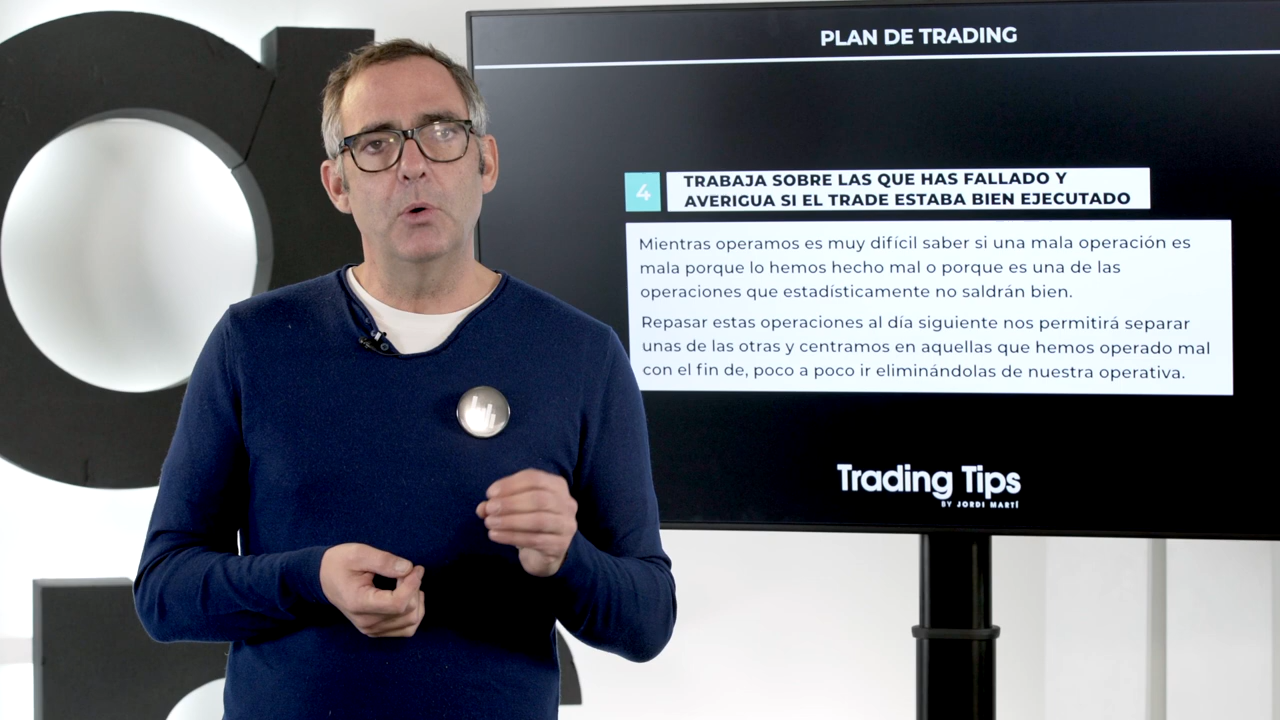 PLAN DE TRADING
4
TRABAJA SOBRE LAS QUE HAS FALLADO Y
AVERIGUA SI EL TRADE ESTABA BIEN EJECUTADO
Mientras operamos es muy difícil saber si una mala operación es
mala porque lo hemos hecho mal o porque es una de las
operaciones que estadísticamente no saldrán bien.
Repasar estas operaciones al día siguiente nos permitirá separar
unas de las otras y centramos en aquellas que hemos operado mal
con el fin de, poco a poco ir eliminándolas de nuestra operativa.
Trading Tips
BY JORDI MARTÍ